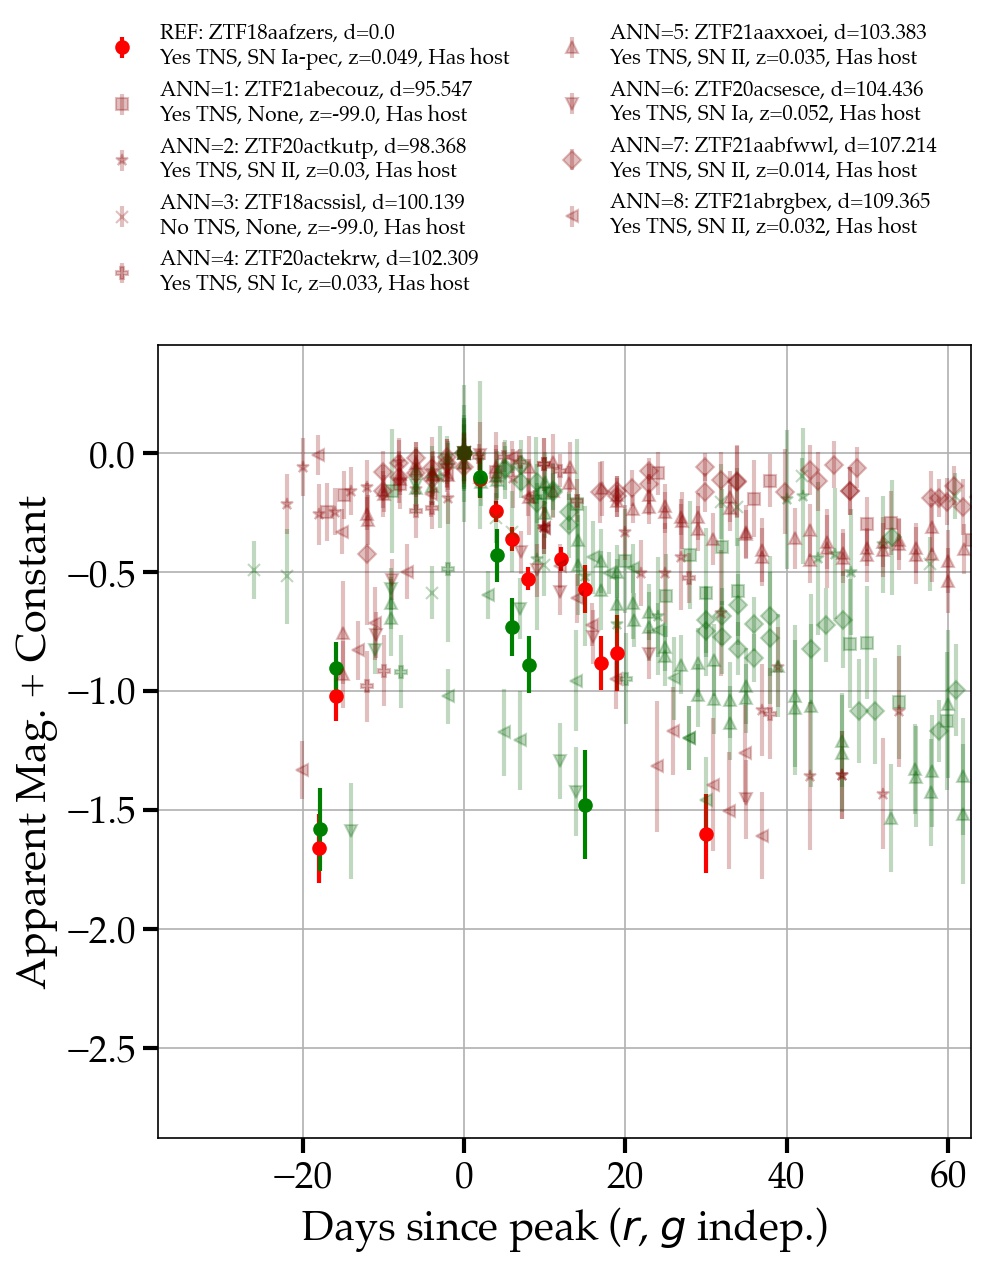 REF: ZTF18aafzers, d=0.0
Yes TNS, SN Ia-pec, z=0.049, Has host
ANN=1: ZTF21abecouz, d=95.547
Yes TNS, None, z=-99.0, Has host
ANN=2: ZTF20actkutp, d=98.368
Yes TNS, SN II, z=0.03, Has host
ANN=3: ZTF18acssisl, d=100.139
No TNS, None, z=-99.0, Has host
ANN=4: ZTF20actekrw, d=102.309
Yes TNS, SN Ic, z=0.033, Has host
ANN=5: ZTF21aaxxoei, d=103.383
Yes TNS, SN II, z=0.035, Has host
ANN=6: ZTF20acsesce, d=104.436
Yes TNS, SN Ia, z=0.052, Has host
ANN=7: ZTF21aabfwwl, d=107.214
Yes TNS, SN II, z=0.014, Has host
ANN=8: ZTF21abrgbex, d=109.365
Yes TNS, SN II, z=0.032, Has host
Apparent Mag. + Constant
0.0
−0.5
−1.0
−1.5
−2.0
−2.5
−20
0
20
40
60
Days since peak (r, g indep.)